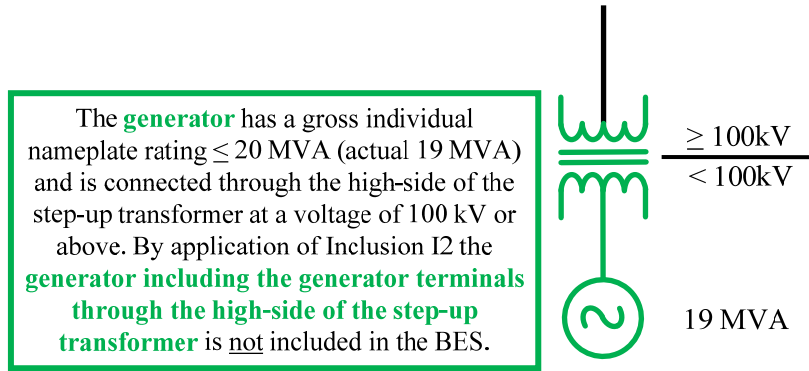 The generator has a gross individual
nameplate rating ≤ 20 MVA (actual 19 MVA)
and is connected through the high-side of the
step-up transformer at a voltage of 100 kV or
above. By application of Inclusion I2 the
generator including the generator terminals
through the high-side of the step-up
transformer is not included in the BES.
≥ 100kV
< 100kV
19 MVA